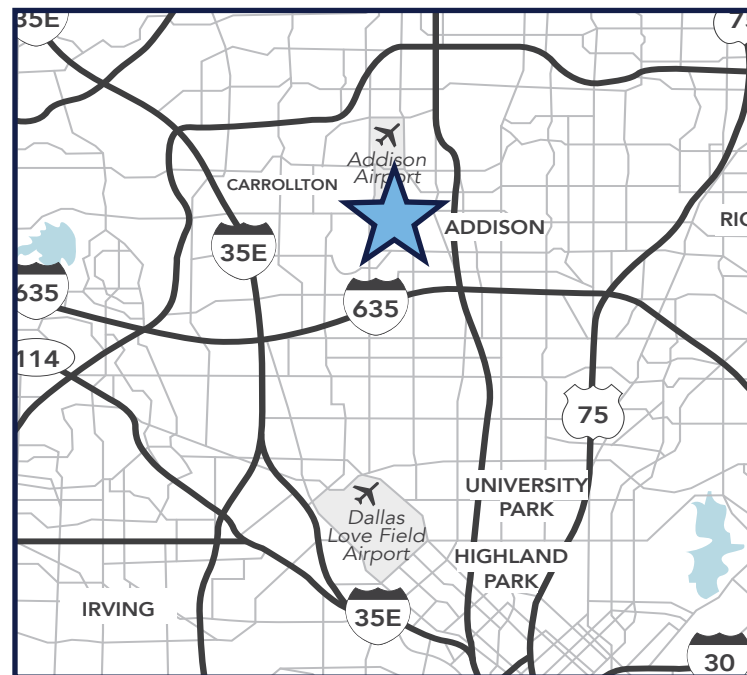 35E
Addison
Airport
CARROLLTON
ADDISON
35E
635
635
114
75
UNIVERSITY
PARK
Dallas
Love Field
Airport
HIGHLAND
PARK
IRVING
35E
30